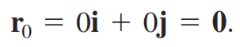 r₀ = 0i + 0j = 0.